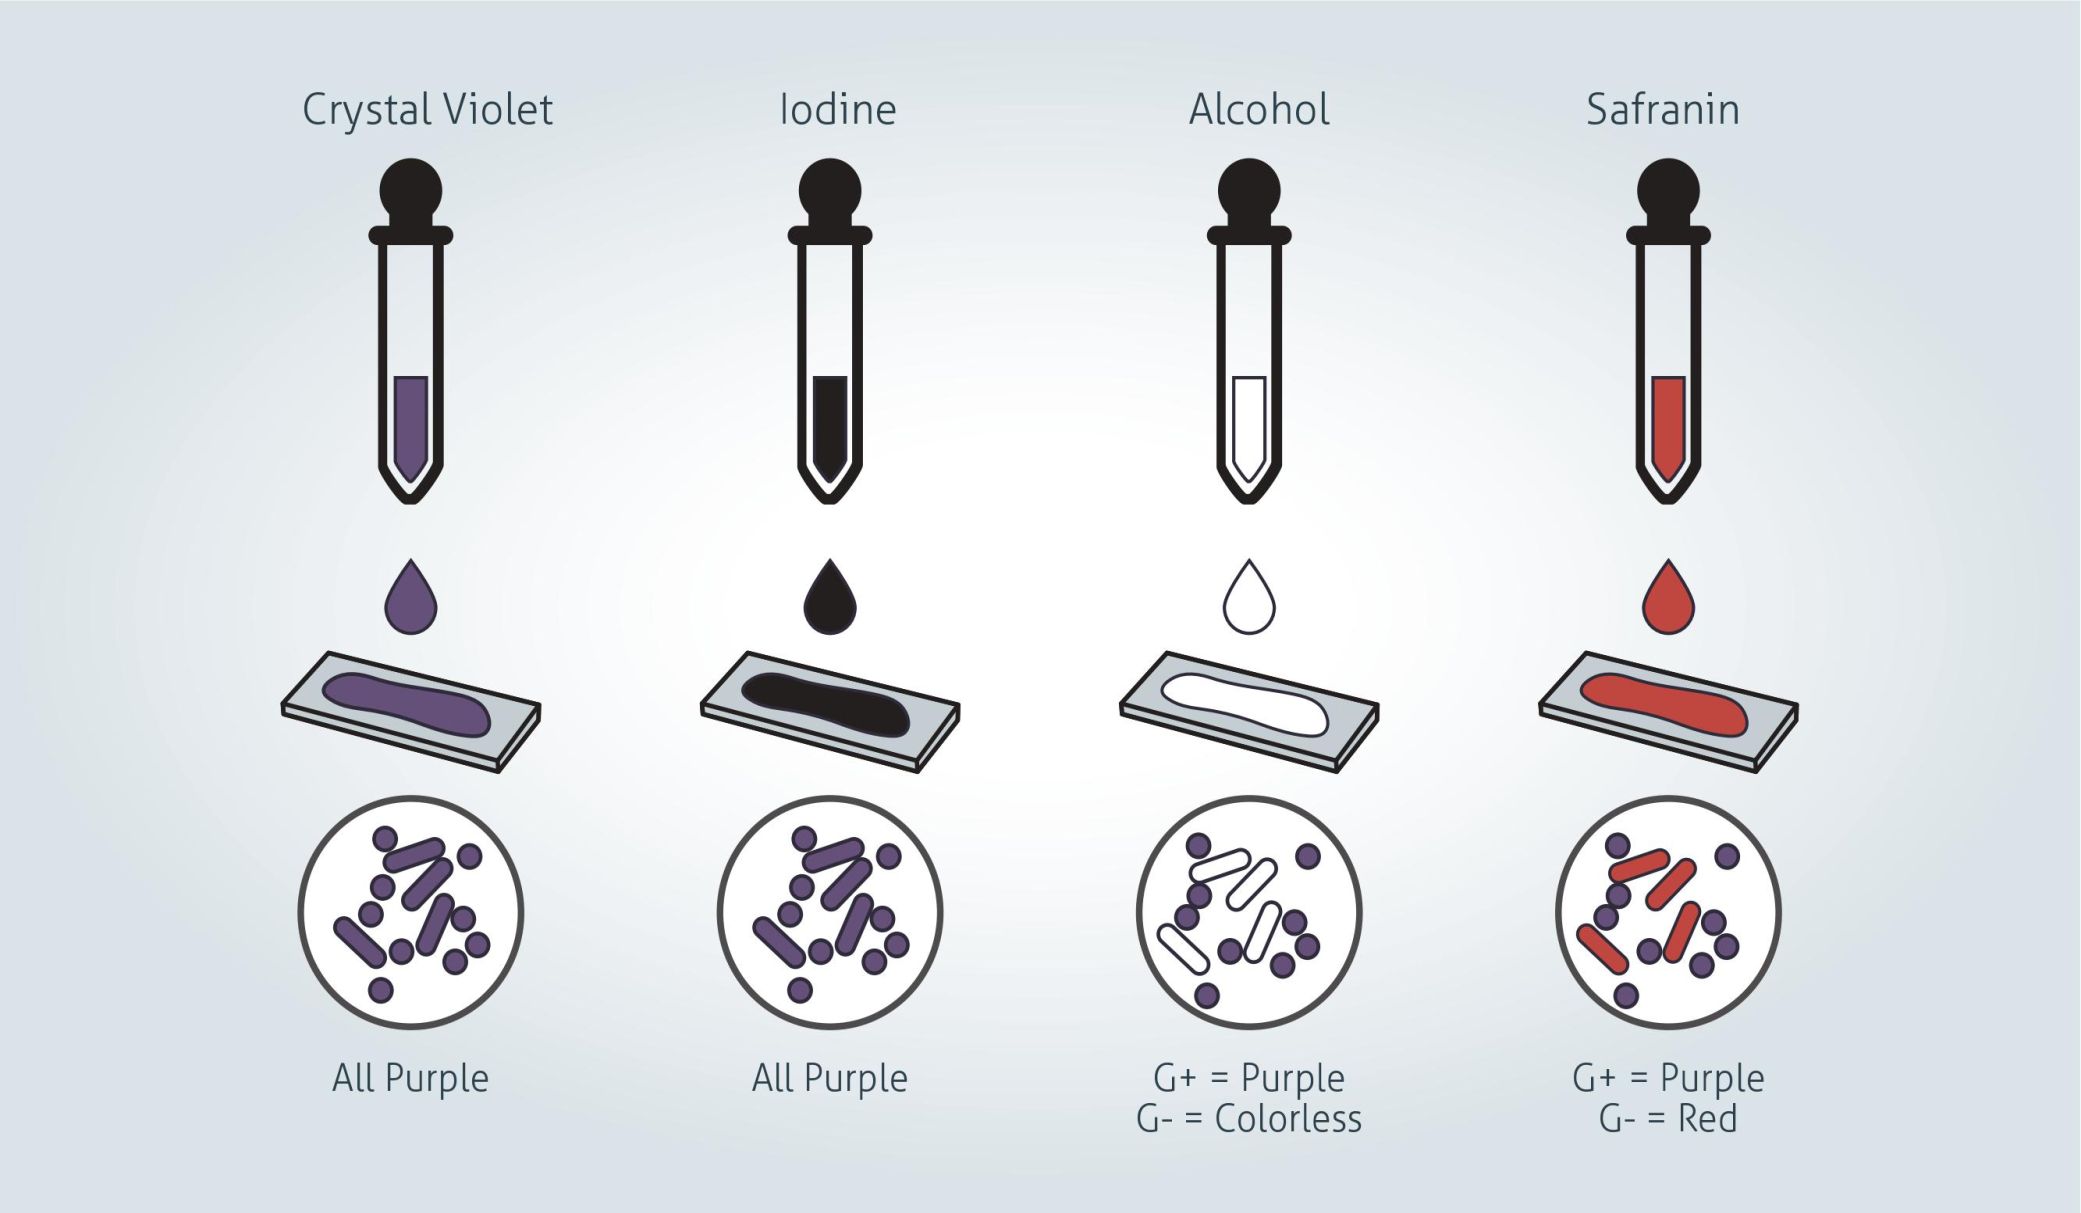 Crystal Violet
Iodine
Alcohol
Safranin
All Purple
All Purple
G+ = Purple
G- = Colorless
G+ = Purple
G- = Red